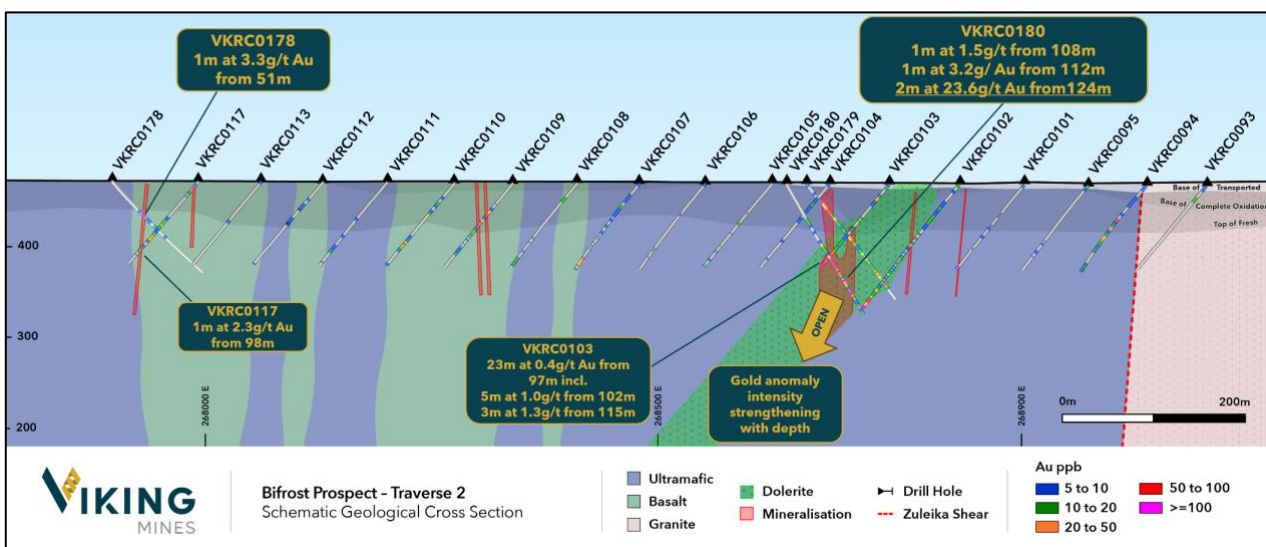 VKRC0178
1m at 3.3g/t Au
from 51m
VKRC0180
1m at 1.5g/t from 108m
1m at 3.2g/ Au from 112m
2m at 23.6g/t Au from124m
VKRC0178
VKRC0117
VKRC0113
VKRC0112
VKRC0111
VKRC0110
VKRC0109
VKRC0108
VKRC0107
VKRC0106
VKRC0105
VKRC0180
VKRC0179
VKRC0104
VKRC0103
VKRC0102
VKRC0101
VKRC0095
VKRC0094
VKRC0093
Base of Transported
Base of Complete Oxidation
Top of Fresh
400
300
200
VKRC0117
1m at 2.3g/t Au
from 98m
VKRC0103
23m at 0.4g/t Au from
97m incl.
5m at 1.0g/t from 102m
3m at 1.3g/t from 115m
OPEN
Gold anomaly
intensity
strengthening
with depth
268000 E
268500 E
268900 E
0m 200m
VIKING
MINES
Bifrost Prospect - Traverse 2
Schematic Geological Cross Section
Ultramafic
Basalt
Granite
Dolerite
Mineralisation
Drill Hole
Zuleika Shear
Au ppb
5 to 10
10 to 20
20 to 50
50 to 100
>=100